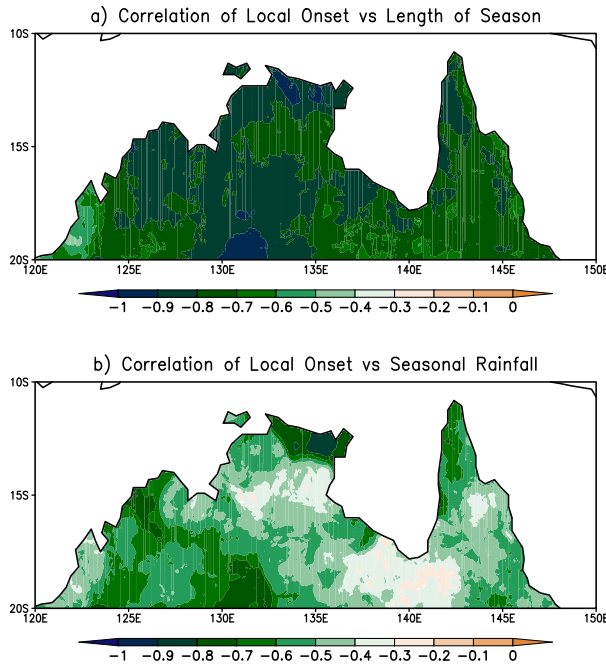 a) Correlation of Local Onset vs Length of Season
10S
15S
20S
120E 125E 130E 135E 140E 145E 150E
−1 −0.9 −0.8 −0.7 −0.6 −0.5 −0.4 −0.3 −0.2 −0.1 0
b) Correlation of Local Onset vs Seasonal Rainfall
10S
15S
20S
120E 125E 130E 135E 140E 145E 150E
−1 −0.9 −0.8 −0.7 −0.6 −0.5 −0.4 −0.3 −0.2 −0.1 0